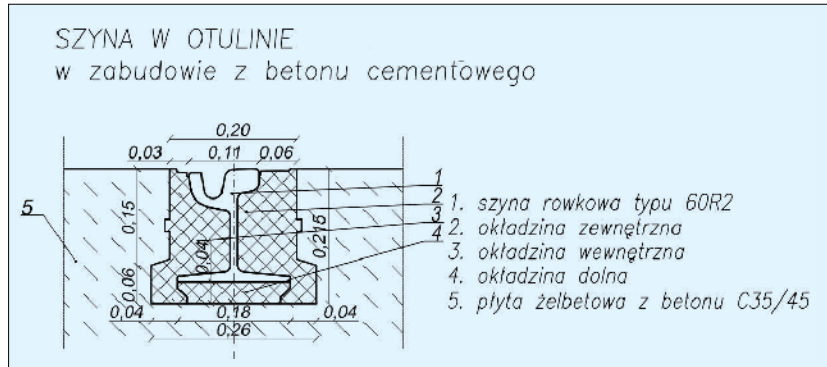 SZYNA W OTULINIE
w zabudowie z betonu cementowego
0,20
0,03 0,11 0,06
1
2
3
4
5
0,15
0,04
0,215
0,06
0,04 0,18 0,04
0,26
1. szyna rowkowa typu 60R2
2. okładzina zewnętrzna
3. okładzina wewnętrzna
4. okładzina dolna
5. płyta żelbetowa z betonu C35/45